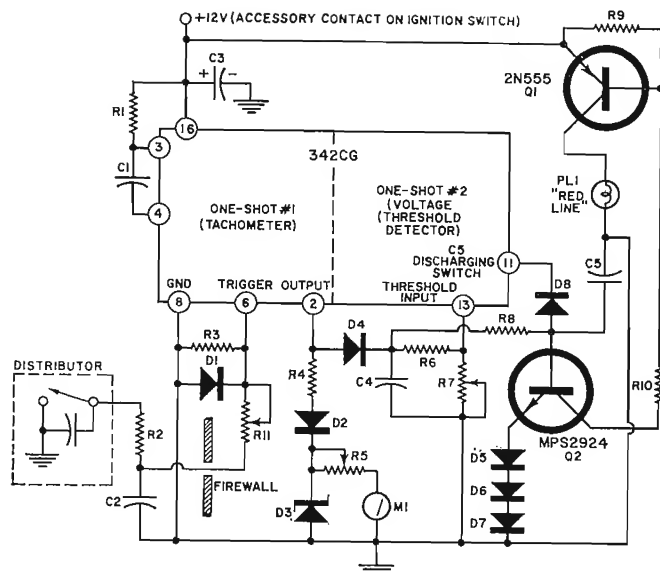 +12V (ACCESSORY CONTACT ON IGNITION SWITCH)
R9
C3
+ -
2N555
Q1
R1
16
3
342CG
C1
PL1
"RED
LINE"
ONE-SHOT #1
(TACHOMETER)
ONE-SHOT #2
(VOLTAGE
(THRESHOLD
DETECTOR)
4
C5
DISCHARGING
SWITCH
11
C5
GND
TRIGGER
OUTPUT
THRESHOLD
INPUT
D8
8
6
2
13
R8
R3
D4
D1
R4
C4
R6
R7
R10
DISTRIBUTOR
R2
R11
D2
MPS2924
Q2
R5
D5
FIREWALL
D6
C2
D3
M1
D7